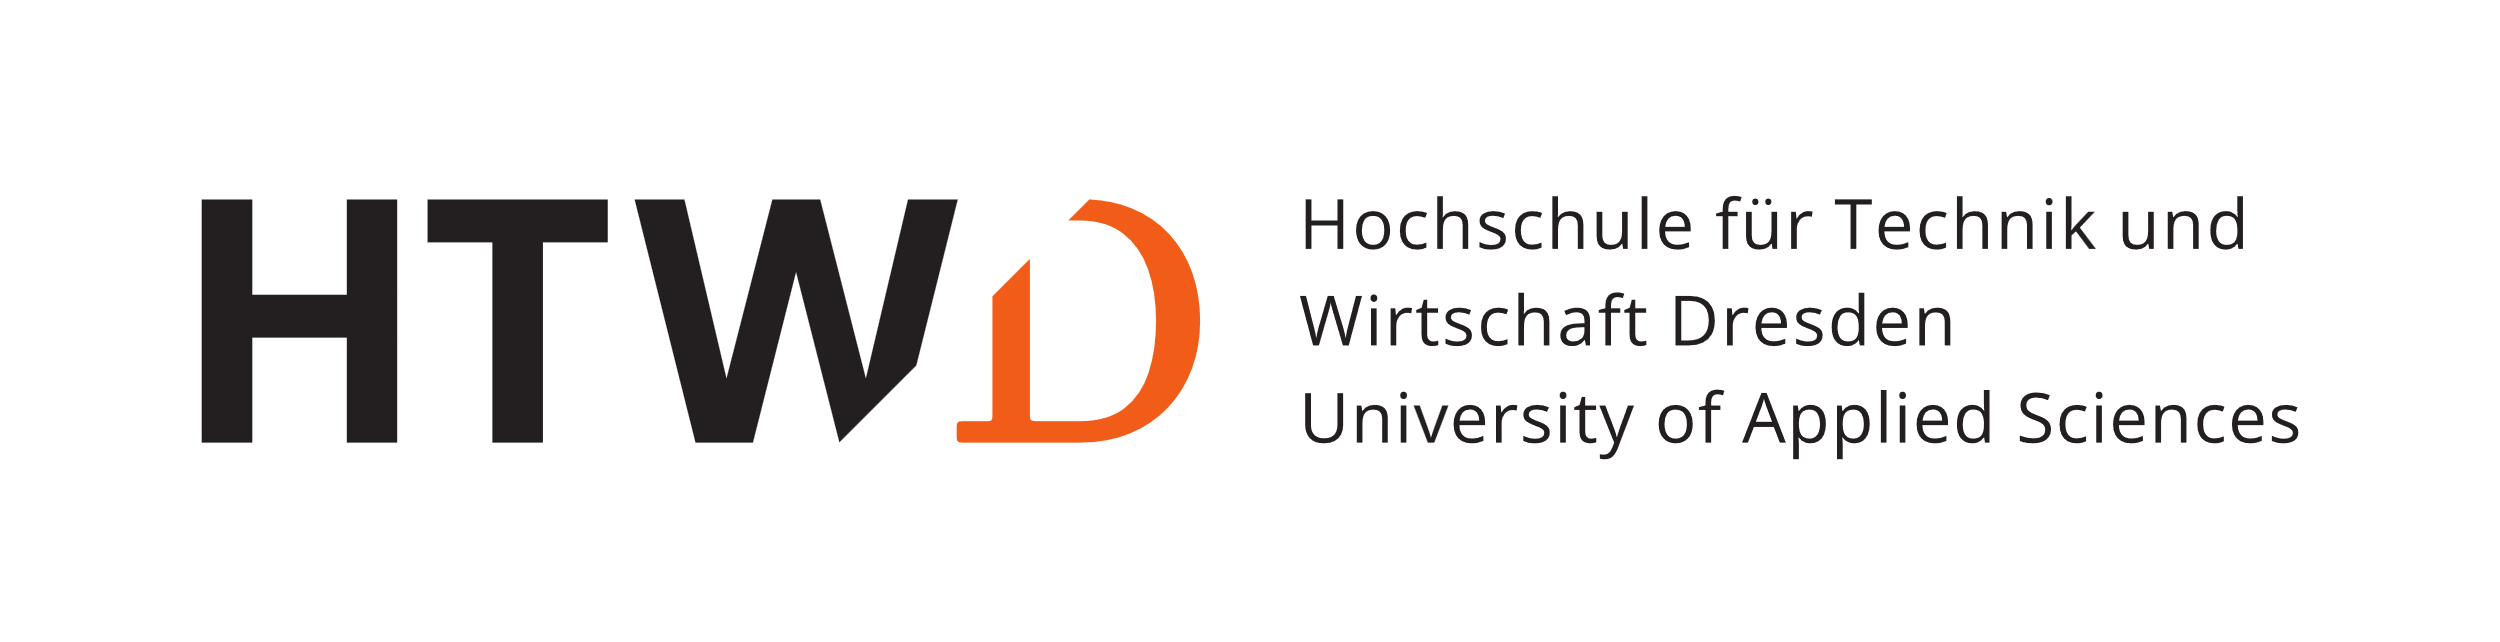 HTWD
Hochschule für Technik und
Wirtschaft Dresden
University of Applied Sciences